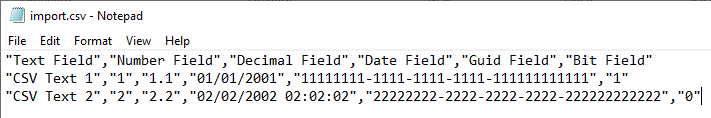 import.csv - Notepad
File Edit Format View Help
"Text Field","Number Field","Decimal Field","Date Field","Guid Field","Bit Field"
"CSV Text 1","1","1.1","01/01/2001","11111111-1111-1111-1111-111111111111","1"
"CSV Text 2","2","2.2","02/02/2002 02:02:02","22222222-2222-2222-2222-222222222222","0"